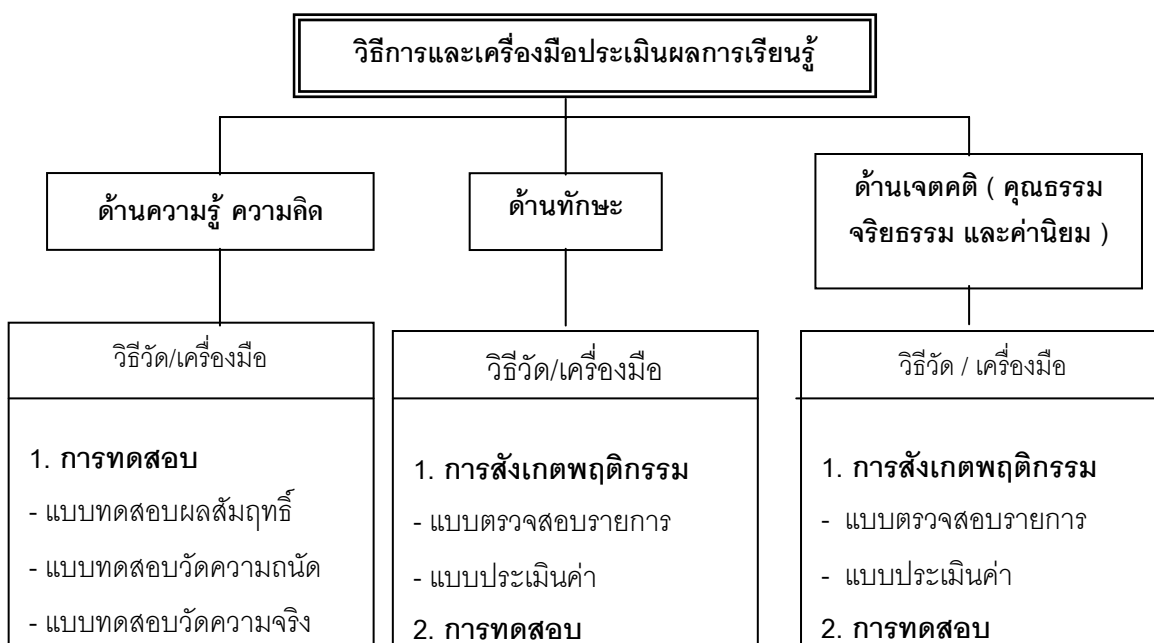 วิธีการและเครื่องมือประเมินผลการเรียนรู้
ด้านความรู้ ความคิด
ด้านทักษะ
ด้านเจตคติ ( คุณธรรม
จริยธรรม และค่านิยม )
วิธีวัด/เครื่องมือ
1. การทดสอบ
- แบบทดสอบผลสัมฤทธิ์
- แบบทดสอบวัดความถนัด
- แบบทดสอบวัดความจริง
วิธีวัด/เครื่องมือ
1. การสังเกตพฤติกรรม
- แบบตรวจสอบรายการ
- แบบประเมินค่า
2. การทดสอบ
วิธีวัด / เครื่องมือ
1. การสังเกตพฤติกรรม
- แบบตรวจสอบรายการ
- แบบประเมินค่า
2. การทดสอบ